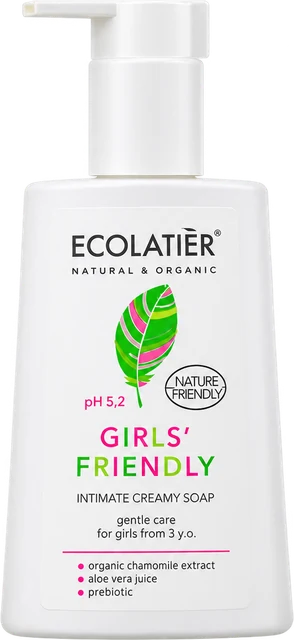 ECOLATIER®
NATURAL & ORGANIC
NATURE
FRIENDLY
pH 5,2
GIRLS'
FRIENDLY
INTIMATE CREAMY SOAP
gentle care
for girls from 3 y.o.
• organic chamomile extract
• aloe vera juice
• prebiotic